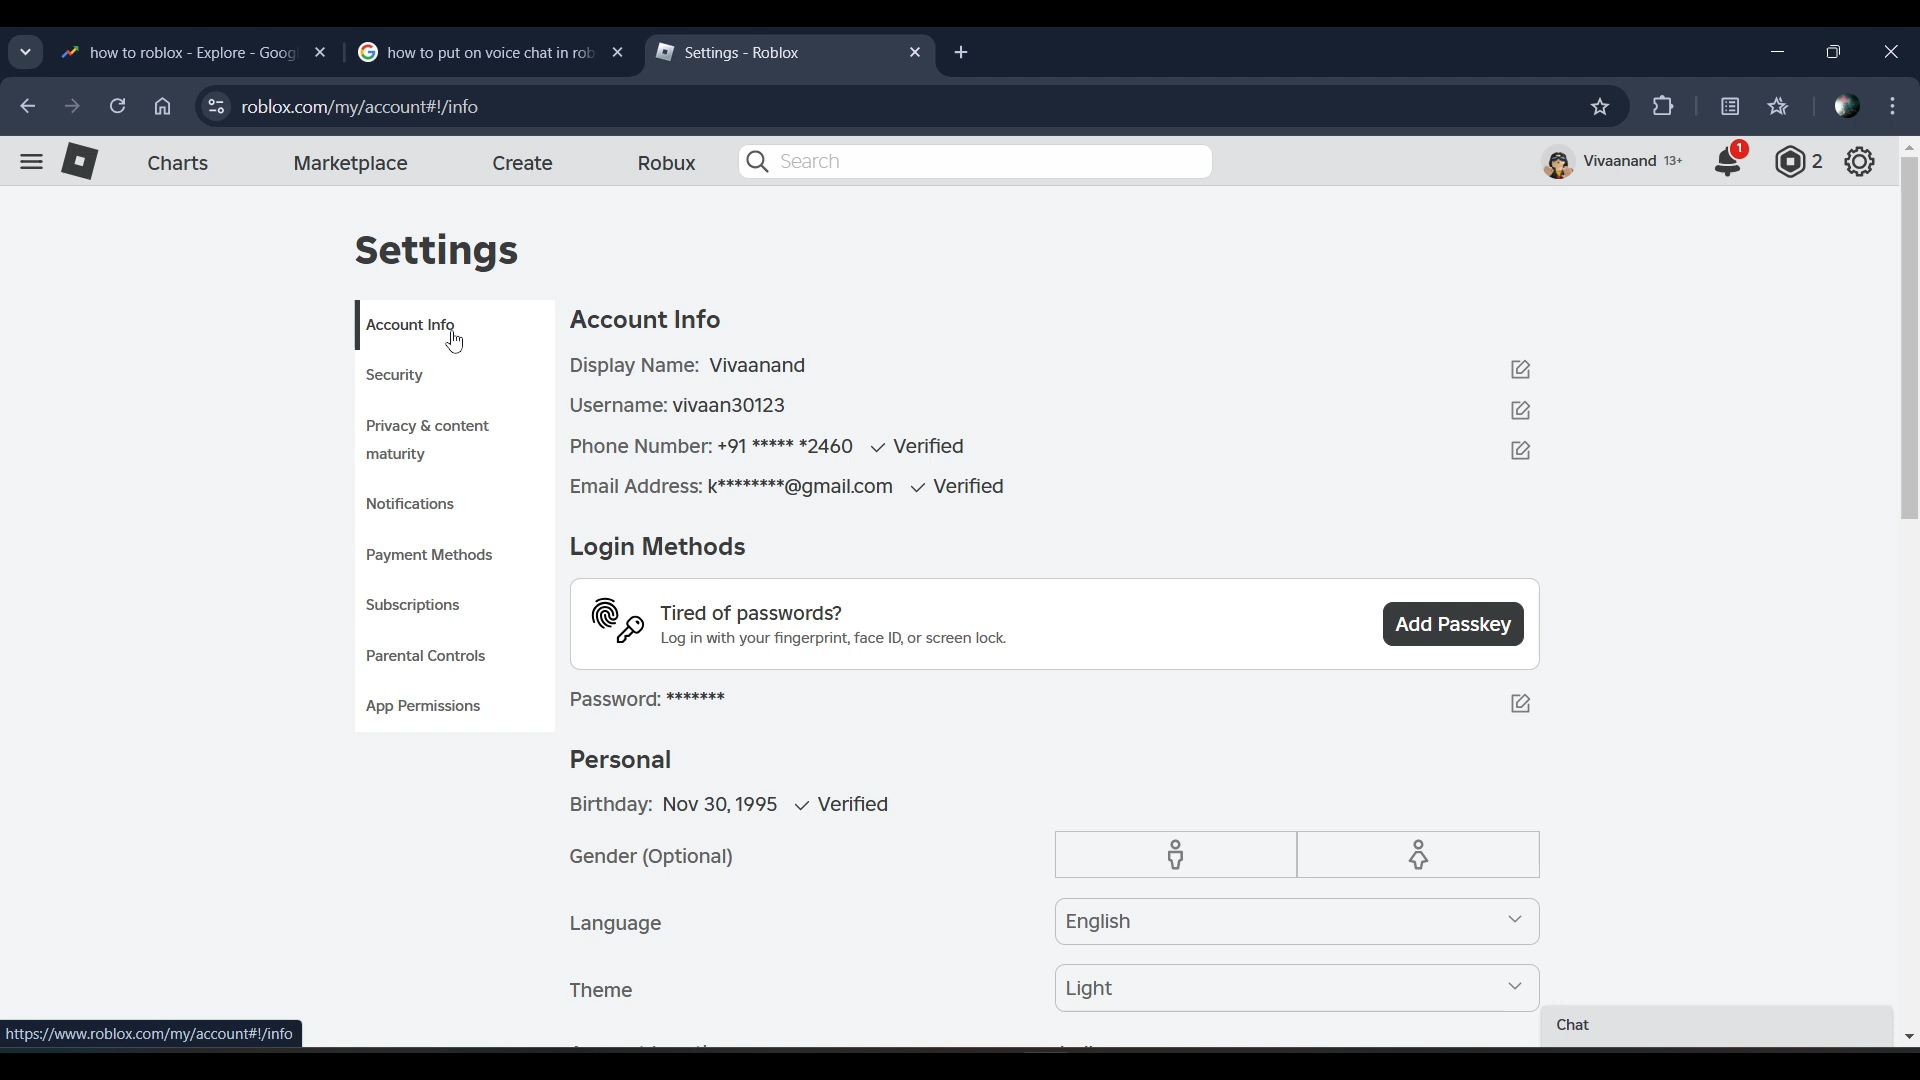 how to roblox - Explore - Goog
how to put on voice chat in rob
Settings - Roblox
roblox.com/my/account#!/info
Charts
Marketplace
Create
Robux
Search
Vivaanand 13+
1
2
Settings
Account Info
Security
Privacy & content
maturity
Notifications
Payment Methods
Subscriptions
Parental Controls
App Permissions
Account Info
Display Name: Vivaanand
Username: vivaan30123
Phone Number: +91 ***** *2460 ✓ Verified
Email Address: k********@gmail.com ✓ Verified
Login Methods
Tired of passwords?
Log in with your fingerprint, face ID, or screen lock.
Add Passkey
Password: *******
Personal
Birthday: Nov 30, 1995 ✓ Verified
Gender (Optional)
Language
English
Theme
Light
Chat
https://www.roblox.com/my/account#!/info